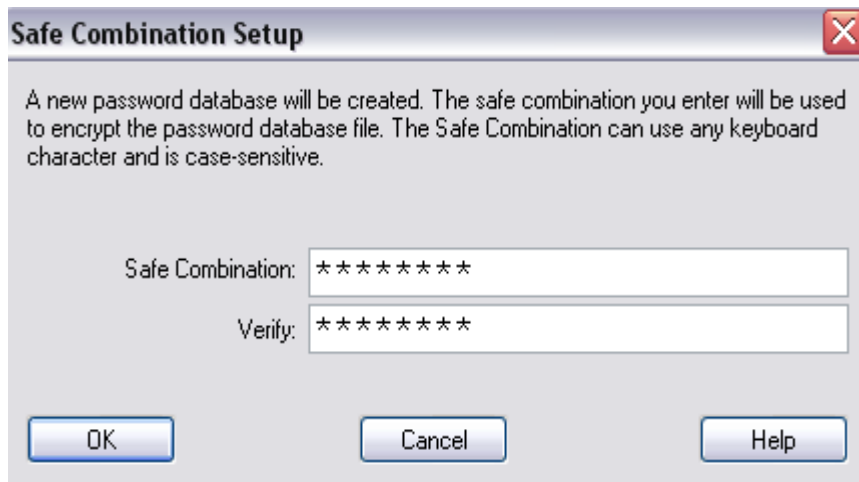 Safe Combination Setup
A new password database will be created. The safe combination you enter will be used
to encrypt the password database file. The Safe Combination can use any keyboard
character and is case-sensitive.
Safe Combination: ********
Verify: ********
OK Cancel Help